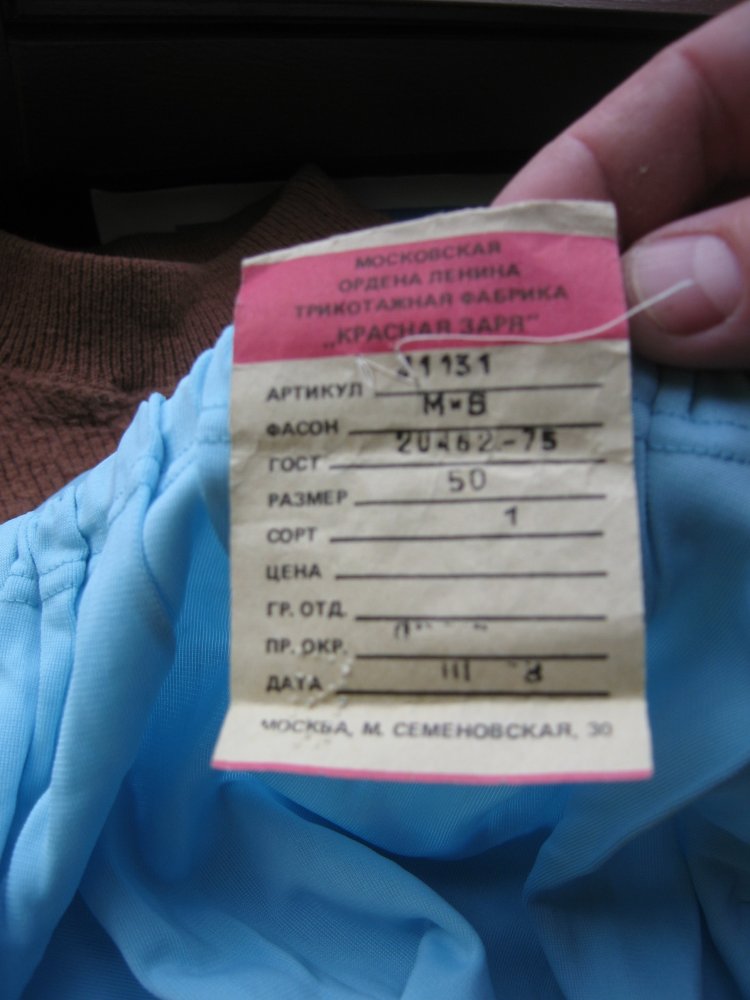 МОСКОВСКАЯ
ОРДЕНА ЛЕНИНА
ТРИКОТАЖНАЯ ФАБРИКА
„КРАСНАЯ ЗАРЯ"
АРТИКУЛ
ФАСОН М-В
ГОСТ 20462-75
РАЗМЕР 50
СОРТ 1
ЦЕНА
ГР. ОТД.
ПР. ОКР.
ДАТА III
МОСКВА, М. СЕМЕНОВСКАЯ, 30